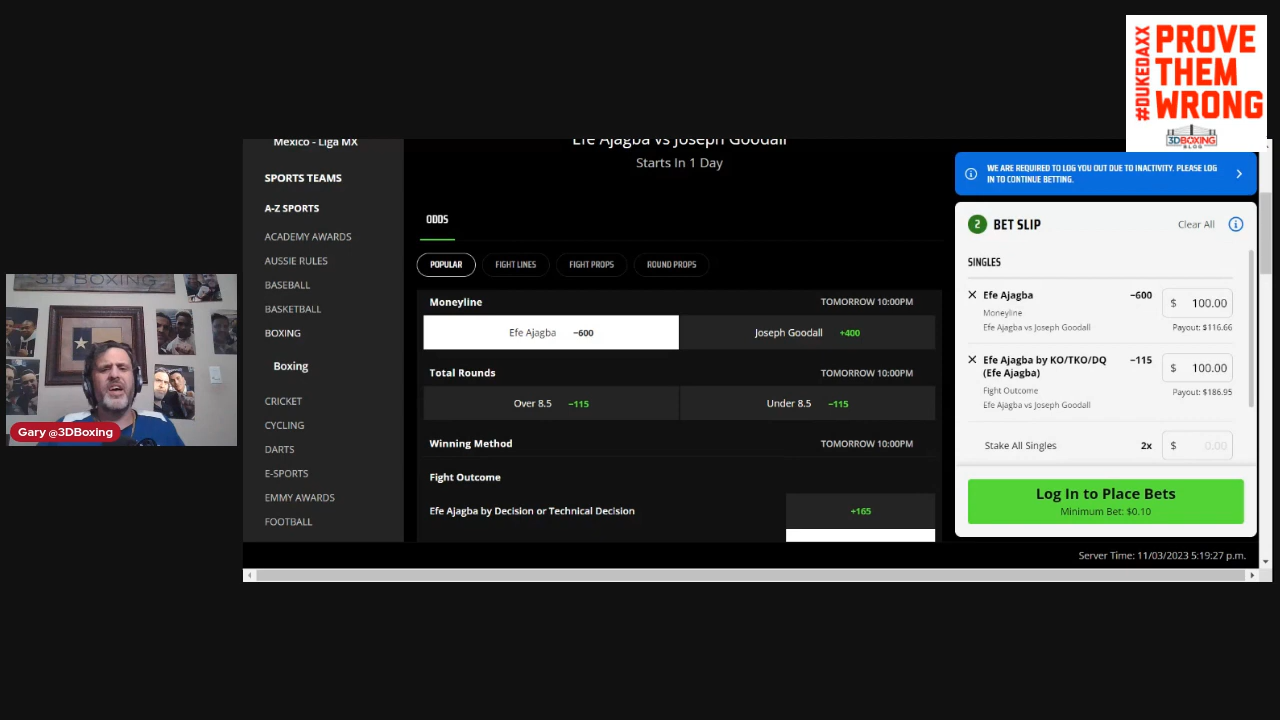 #DUKEDAXX
PROVE
THEM
WRONG
3DBOXING
BLOG
Mexico - Liga MX
SPORTS TEAMS
A-Z SPORTS
ACADEMY AWARDS
AUSSIE RULES
BASEBALL
BASKETBALL
BOXING
Boxing
CRICKET
CYCLING
DARTS
E-SPORTS
EMMY AWARDS
FOOTBALL
Efe Ajagba vs Joseph Goodall
Starts In 1 Day
ODDS
POPULAR FIGHT LINES FIGHT PROPS ROUND PROPS
Moneyline TOMORROW 10:00PM
Efe Ajagba −600 Joseph Goodall +400
Total Rounds TOMORROW 10:00PM
Over 8.5 −115 Under 8.5 −115
Winning Method TOMORROW 10:00PM
Fight Outcome
Efe Ajagba by Decision or Technical Decision +165
WE ARE REQUIRED TO LOG YOU OUT DUE TO INACTIVITY. PLEASE LOG
IN TO CONTINUE BETTING.
2 BET SLIP Clear All
SINGLES
Efe Ajagba −600 $ 100.00
Moneyline
Efe Ajagba vs Joseph Goodall Payout: $116.66
Efe Ajagba by KO/TKO/DQ −115 $ 100.00
(Efe Ajagba)
Fight Outcome Payout: $186.95
Efe Ajagba vs Joseph Goodall
Stake All Singles 2x $ 0.00
Log In to Place Bets
Minimum Bet: $0.10
Server Time: 11/03/2023 5:19:27 p.m.
3D BOXING
Gary @3DBoxing